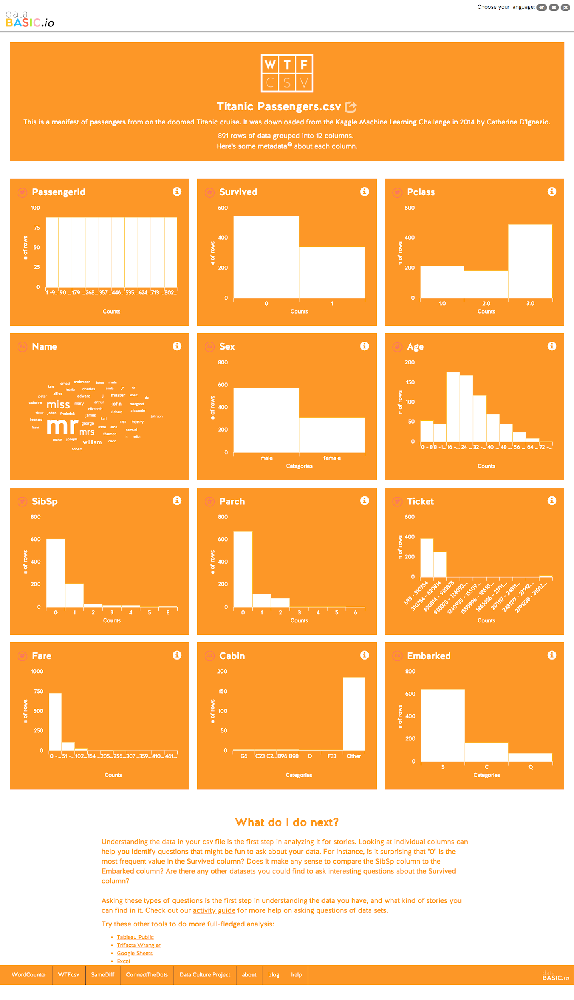 Choose your language: en es pt
data
BASIC.io
W T F
C S V
Titanic Passengers.csv
This is a manifest of passengers from on the doomed Titanic cruise. It was downloaded from the Kaggle Machine Learning Challenge in 2014 by Catherine D'Ignazio.
891 rows of data grouped into 12 columns.
Here's some metadata? about each column.
# PassengerId i
100
75
50
25
0
# of rows
1 -9... 90 ... 179 ... 268... 357... 446... 535... 624... 713 ... 802...
Counts
# Survived i
600
400
200
0
# of rows
0 1
Counts
# Pclass i
600
400
200
0
# of rows
1.0 2.0 3.0
Counts
Aa Name i
kate ernest andersson helen marie
maria charles annie jr dr
peter alfred edward j master albert de
catherine miss mary arthur john margaret
victor johan frederick elizabeth richard alexander
leonard james karl johnson
frank mr george sage henry
mrs anna alice samuel
thomas h edith
martin joseph william david
robert
Aa Sex i
800
600
400
200
0
# of rows
male female
Categories
# Age i
200
150
100
50
0
# of rows
0 - 8 8 -1... 16 -... 24 ... 32 -... 40 ... 48 ... 56 ... 64 ... 72 -...
Counts
# SibSp i
800
600
400
200
0
# of rows
0 1 2 3 4 5 8
Counts
# Parch i
800
600
400
200
0
# of rows
0 1 2 3 4 5 6
Counts
# Ticket i
600
400
200
0
# of rows
693 - 310754
310754 - 620814
620814 - 930875
930875 - 124093...
1240935 - 15509...
1550996 - 18610...
1861056 - 21711...
2171117 - 24811...
2481177 - 27912...
2791238 - 31012...
Counts
# Fare i
1000
750
500
250
0
# of rows
0 -... 51 -... 102... 154 ... 205... 256... 307... 359... 410... 461...
Counts
Aa Cabin i
200
150
100
50
0
# of rows
G6 C23 C2... B96 B98 D F33 Other
Categories
Aa Embarked i
800
600
400
200
0
# of rows
S C Q
Categories
What do I do next?
Understanding the data in your csv file is the first step in analyzing it for stories. Looking at individual columns can
help you identify questions that might be fun to ask about your data. For instance, is it surprising that "0" is the
most frequent value in the Survived column? Does it make any sense to compare the SibSp column to the
Embarked column? Are there any other datasets you could find to ask interesting questions about the Survived
column?
Asking these types of questions is the first step in understanding the data you have, and what kind of stories you
can find in it. Check out our activity guide for more help on asking questions of data sets.
Try these other tools to do more full-fledged analysis:
• Tableau Public
• Trifacta Wrangler
• Google Sheets
• Excel
WordCounter WTFcsv SameDiff ConnectTheDots Data Culture Project about blog help
data
BASIC.io